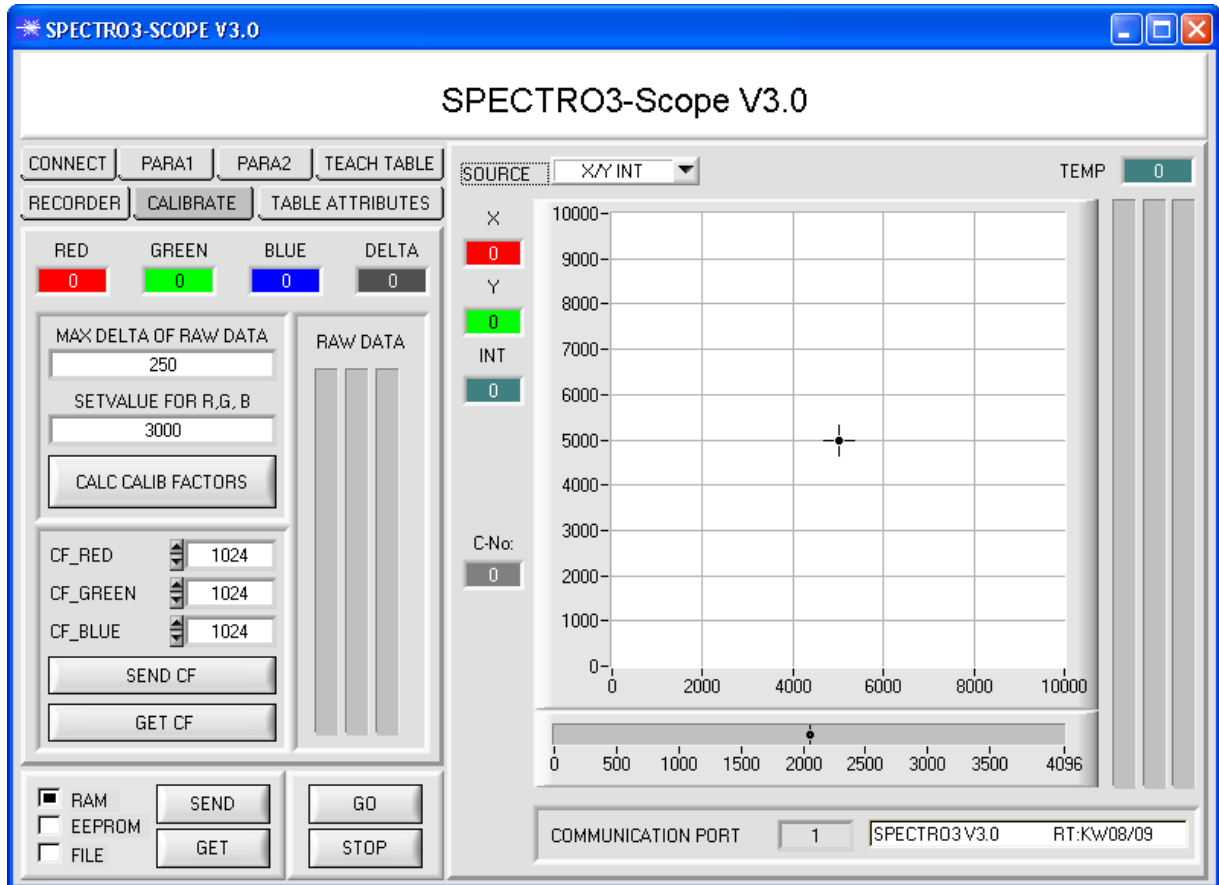 SPECTRO3-SCOPE V3.0
SPECTRO3-Scope V3.0
CONNECT PARA1 PARA2 TEACH TABLE
RECORDER CALIBRATE TABLE ATTRIBUTES
RED GREEN BLUE DELTA
0 0 0 0
MAX DELTA OF RAW DATA
250
SETVALUE FOR R,G, B
3000
CALC CALIB FACTORS
RAW DATA
CF_RED 1024
CF_GREEN 1024
CF_BLUE 1024
SEND CF
GET CF
RAM
EEPROM
FILE
SEND
GET
GO
STOP
SOURCE X/Y INT
TEMP 0
X
0
Y
0
INT
0
C-No:
0
10000
9000
8000
7000
6000
5000
4000
3000
2000
1000
0
0 2000 4000 6000 8000 10000
0 500 1000 1500 2000 2500 3000 3500 4096
COMMUNICATION PORT 1 SPECTRO3 V3.0 RT:KW08/09